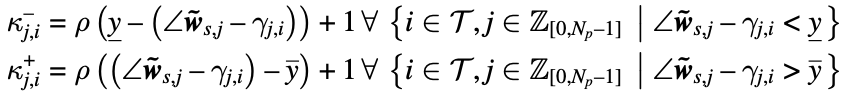 κ⁻_{j,i} = ρ (y̲ − (∠w̃_{s,j} − γ_{j,i})) + 1 ∀ {i ∈ 𝒯, j ∈ ℤ_{[0,N_p−1]} | ∠w̃_{s,j} − γ_{j,i} < y̲}
κ⁺_{j,i} = ρ ((∠w̃_{s,j} − γ_{j,i}) − y̅) + 1 ∀ {i ∈ 𝒯, j ∈ ℤ_{[0,N_p−1]} | ∠w̃_{s,j} − γ_{j,i} > y̅}